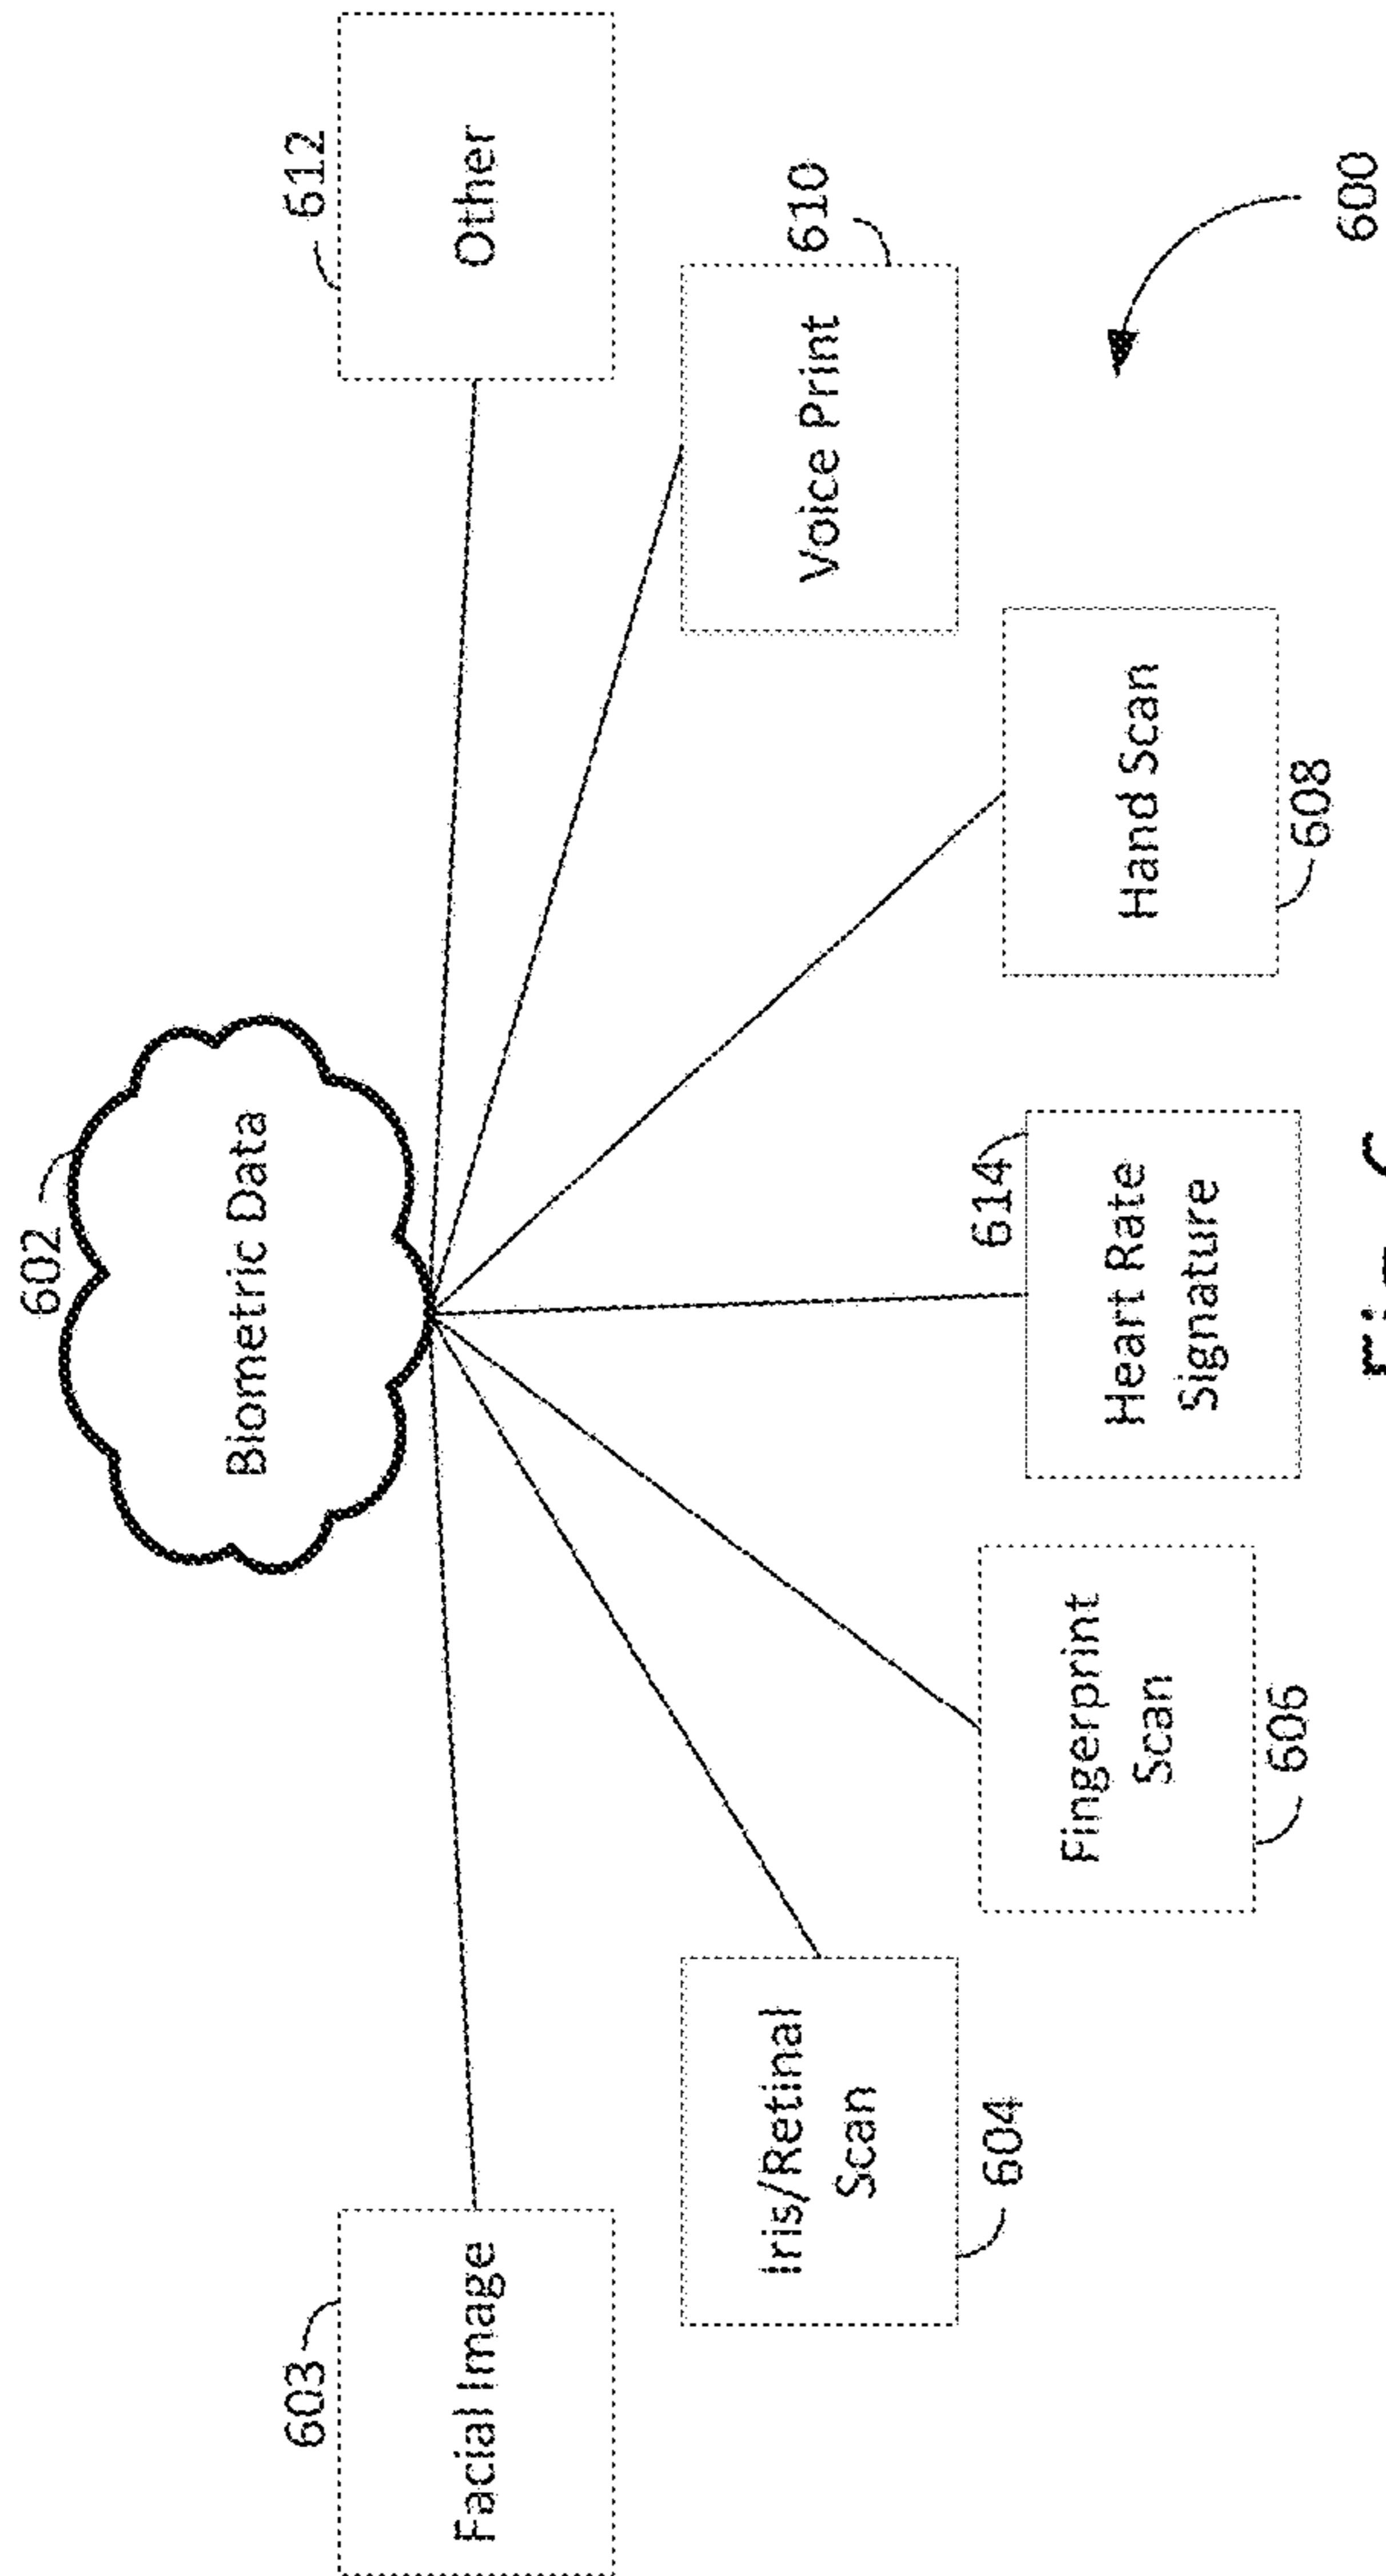 602
Biometric Data
603
Facial Image
612
Other
Iris/Retinal
Scan
604
Voice Print
610
Fingerprint
Scan
606
614
Heart Rate
Signature
Hand Scan
608
600